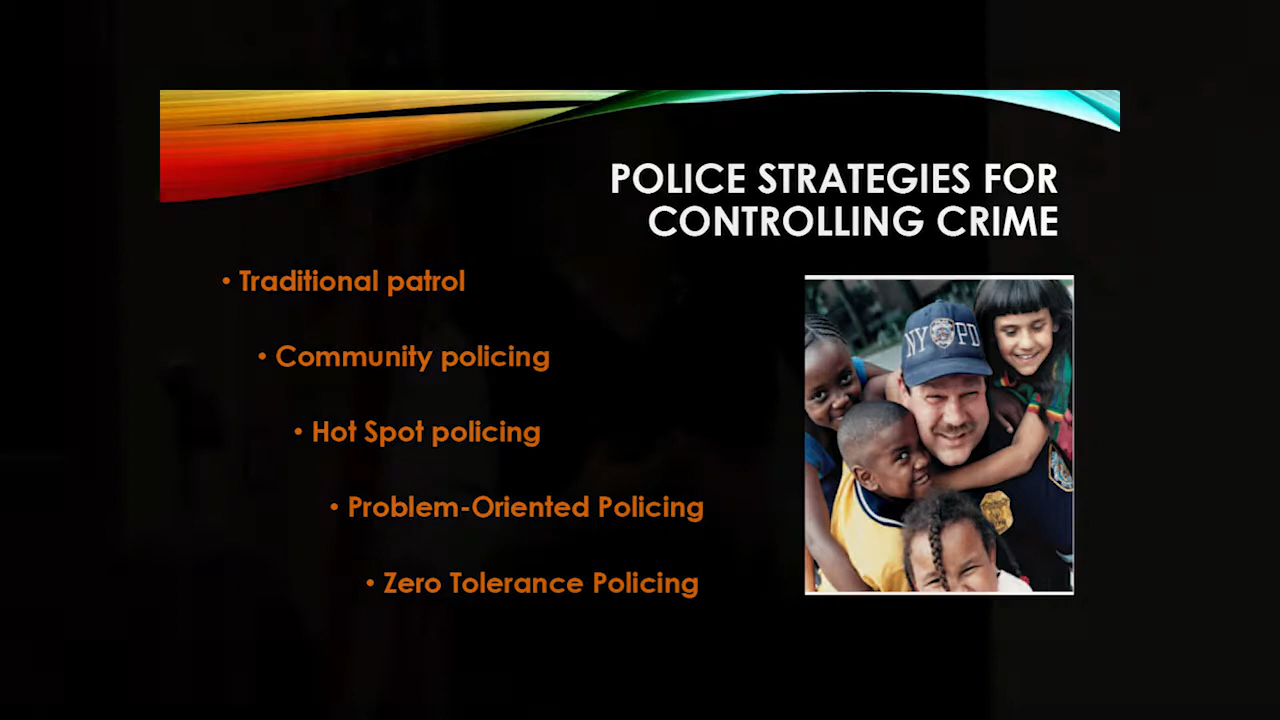 POLICE STRATEGIES FOR
CONTROLLING CRIME
• Traditional patrol
• Community policing
• Hot Spot policing
• Problem-Oriented Policing
• Zero Tolerance Policing
NYPD